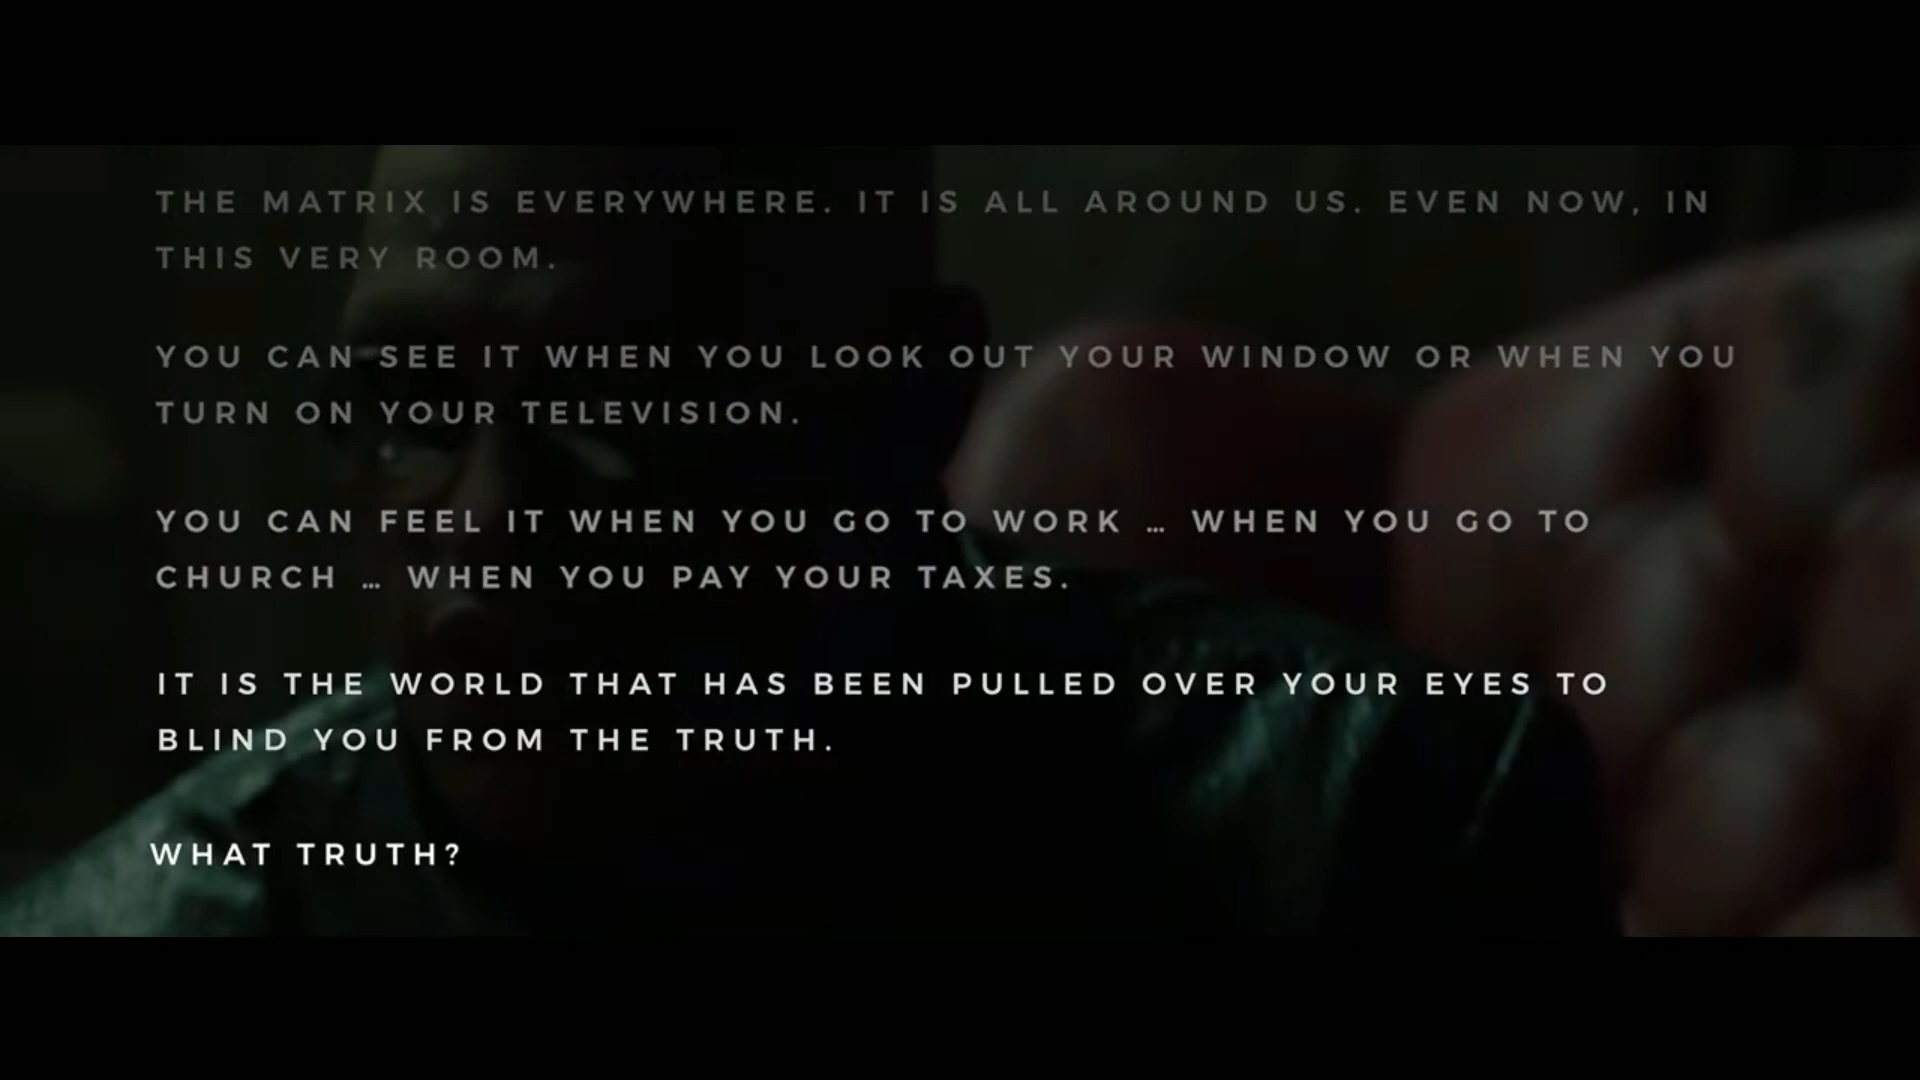 THE MATRIX IS EVERYWHERE. IT IS ALL AROUND US. EVEN NOW, IN
THIS VERY ROOM.
YOU CAN SEE IT WHEN YOU LOOK OUT YOUR WINDOW OR WHEN YOU
TURN ON YOUR TELEVISION.
YOU CAN FEEL IT WHEN YOU GO TO WORK … WHEN YOU GO TO
CHURCH … WHEN YOU PAY YOUR TAXES.
IT IS THE WORLD THAT HAS BEEN PULLED OVER YOUR EYES TO
BLIND YOU FROM THE TRUTH.
WHAT TRUTH?